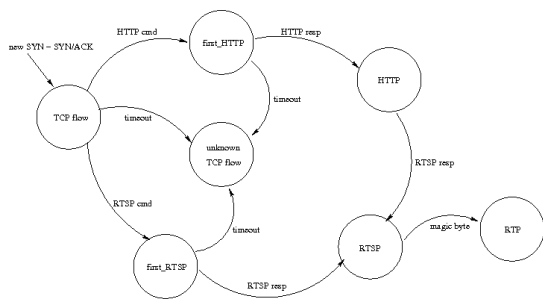 HTTP cmd
first_HTTP
HTTP resp
new SYN – SYN/ACK
HTTP
TCP flow
timeout
timeout
unknown
TCP flow
RTSP resp
RTSP cmd
timeout
magic byte
RTSP
RTP
first_RTSP
RTSP resp